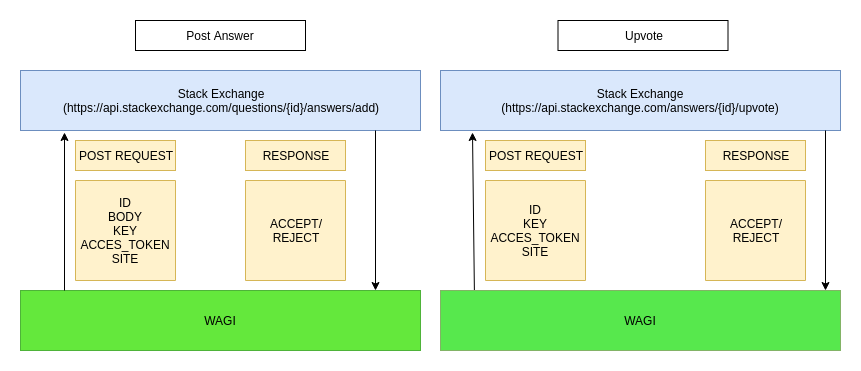 Post Answer
Stack Exchange
(https://api.stackexchange.com/questions/{id}/answers/add)
POST REQUEST
RESPONSE
ID
BODY
KEY
ACCES_TOKEN
SITE
ACCEPT/
REJECT
WAGI
Upvote
Stack Exchange
(https://api.stackexchange.com/answers/{id}/upvote)
POST REQUEST
RESPONSE
ID
KEY
ACCES_TOKEN
SITE
ACCEPT/
REJECT
WAGI